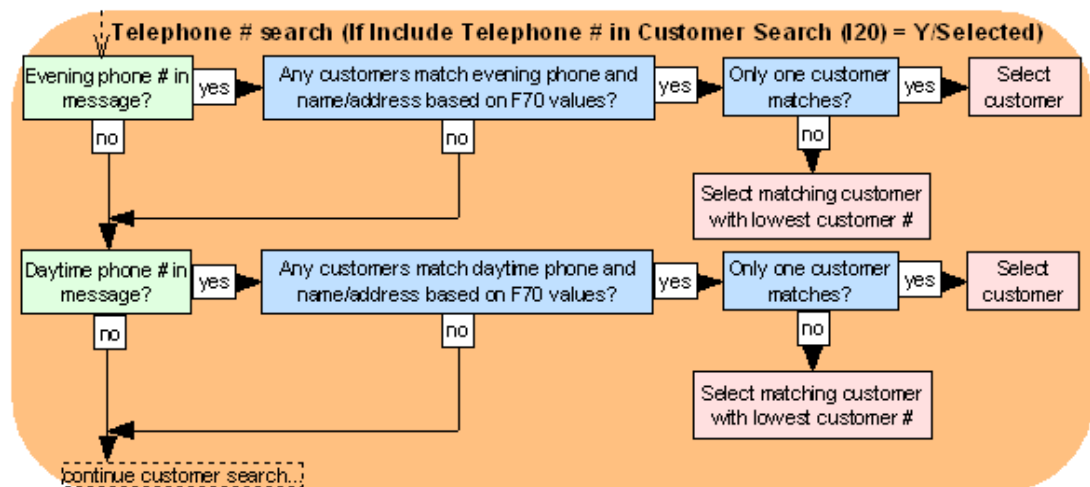 Telephone # search (If Include Telephone # in Customer Search (I20) = Y/Selected)
Evening phone # in
message?
yes
Any customers match evening phone and
name/address based on F70 values?
yes
Only one customer
matches?
yes
Select
customer
no
no
no
Select matching customer
with lowest customer #
Daytime phone # in
message?
yes
Any customers match daytime phone and
name/address based on F70 values?
yes
Only one customer
matches?
yes
Select
customer
no
no
no
Select matching customer
with lowest customer #
continue customer search...